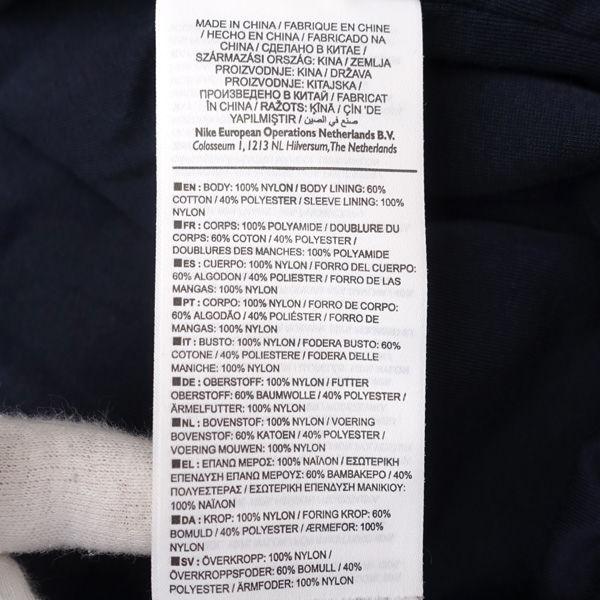 MADE IN CHINA / FABRIQUE EN CHINE
/ HECHO EN CHINA / FABRICADO NA
CHINA / СДЕЛАНО В КИТАЕ /
SZÁRMAZÁSI ORSZÁG: KINA / ZEMLJA
PROIZVODNJE: KINA / DRŽAVA
PROIZVODNJE: KITAJSKA /
ПРОИЗВЕДЕНО В КИТАЙ / FABRICAT
ÎN CHINA / RAŽOTS: ĶĪNĀ / ÇİN 'DE
YAPILMIŞTIR / صنع في الصين
Nike European Operations Netherlands B.V.
Colosseum 1, 1213 NL Hilversum, The Netherlands
■EN: BODY: 100% NYLON / BODY LINING: 60%
COTTON / 40% POLYESTER / SLEEVE LINING: 100%
NYLON
■FR: CORPS: 100% POLYAMIDE / DOUBLURE DU
CORPS: 60% COTON / 40% POLYESTER /
DOUBLURES DES MANCHES: 100% POLYAMIDE
■ES: CUERPO: 100% NYLON / FORRO DEL CUERPO:
60% ALGODON / 40% POLIESTER / FORRO DE LAS
MANGAS: 100% NYLON
■PT: CORPO: 100% NYLON / FORRO DE CORPO:
60% ALGODÃO / 40% POLIÉSTER / FORRO DE
MANGAS: 100% NYLON
■IT: BUSTO: 100% NYLON / FODERA BUSTO: 60%
COTONE / 40% POLIESTERE / FODERA DELLE
MANICHE: 100% NYLON
■DE: OBERSTOFF: 100% NYLON / FUTTER
OBERSTOFF: 60% BAUMWOLLE / 40% POLYESTER /
ÄRMELFUTTER: 100% NYLON
■NL: BOVENSTOF: 100% NYLON / VOERING
BOVENSTOF: 60% KATOEN / 40% POLYESTER /
VOERING MOUWEN: 100% NYLON
■EL: ΕΠΑΝΩ ΜΕΡΟΣ: 100% ΝΑΪΛΟΝ / ΕΣΩΤΕΡΙΚΗ
ΕΠΕΝΔΥΣΗ ΕΠΑΝΩ ΜΕΡΟΥΣ: 60% ΒΑΜΒΑΚΕΡΟ / 40%
ΠΟΛΥΕΣΤΕΡΑΣ / ΕΣΩΤΕΡΙΚΗ ΕΠΕΝΔΥΣΗ ΜΑΝΙΚΙΟΥ:
100% ΝΑΪΛΟΝ
■DA: KROP: 100% NYLON / FORING KROP: 60%
BOMULD / 40% POLYESTER / ÆRMEFOR: 100%
NYLON
■SV: ÖVERKROPP: 100% NYLON /
ÖVERKROPPSFODER: 60% BOMULL / 40%
POLYESTER / ÄRMFODER: 100% NYLON